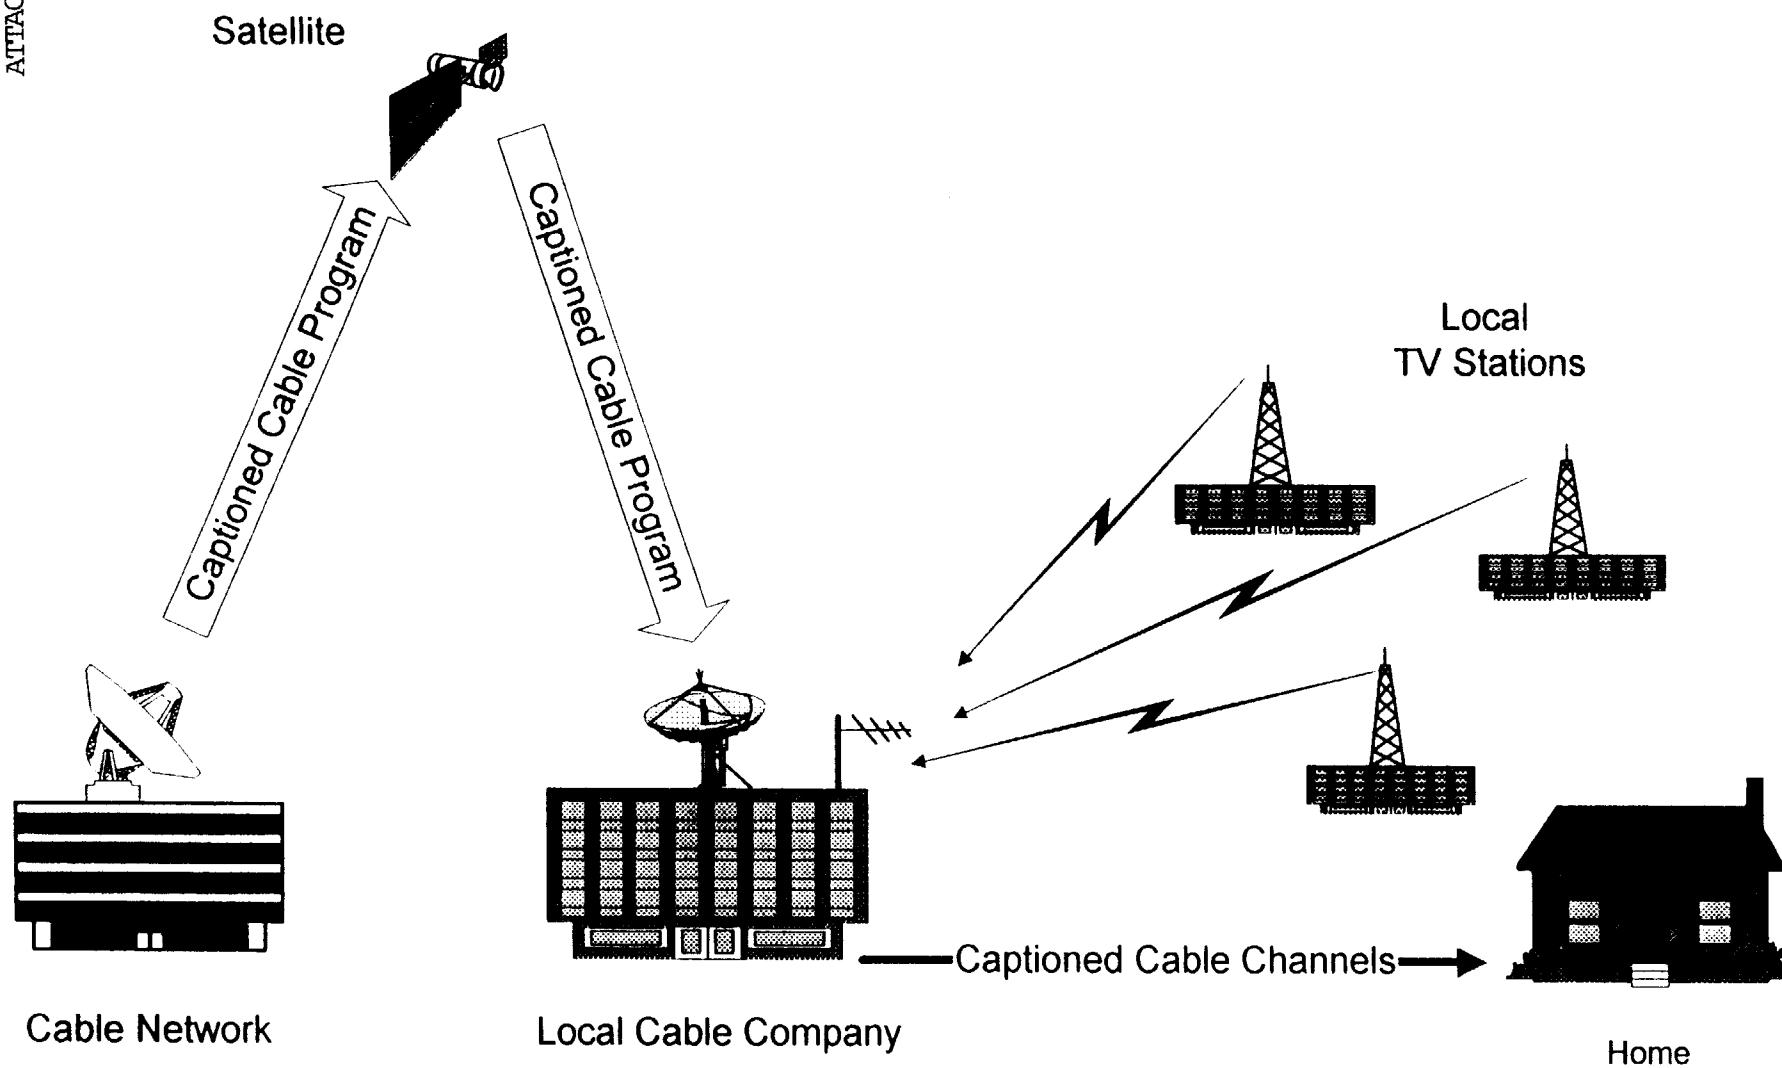 Satellite
Captioned Cable Program
Captioned Cable Program
Local
TV Stations
Captioned Cable Channels
Cable Network
Local Cable Company
Home